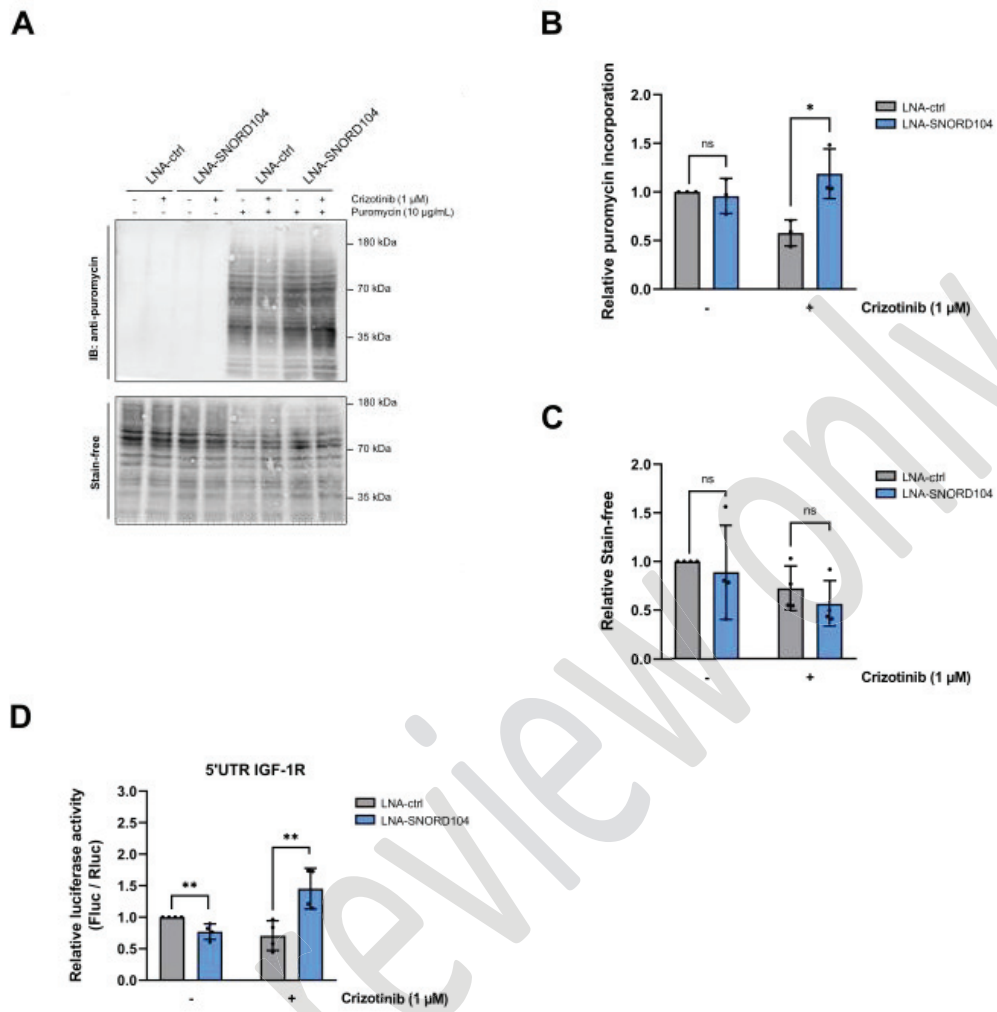 A
LNA-ctrl
LNA-SNORD104
LNA-ctrl
LNA-SNORD104
- + - + - + - + Crizotinib (1 µM)
- - - - + + + + Puromycin (10 µg/mL)
IB: anti-puromycin
180 kDa
70 kDa
35 kDa
Stain-free
180 kDa
70 kDa
35 kDa
B
Relative puromycin incorporation
2.0
1.5
1.0
0.5
0.0
ns
*
LNA-ctrl
LNA-SNORD104
- + Crizotinib (1 µM)
C
Relative Stain-free
2.0
1.5
1.0
0.5
0.0
ns
ns
LNA-ctrl
LNA-SNORD104
- + Crizotinib (1 µM)
D
5'UTR IGF-1R
Relative luciferase activity
(Fluc / Rluc)
3.0
2.5
2.0
1.5
1.0
0.5
0.0
**
**
LNA-ctrl
LNA-SNORD104
- + Crizotinib (1 µM)
review only